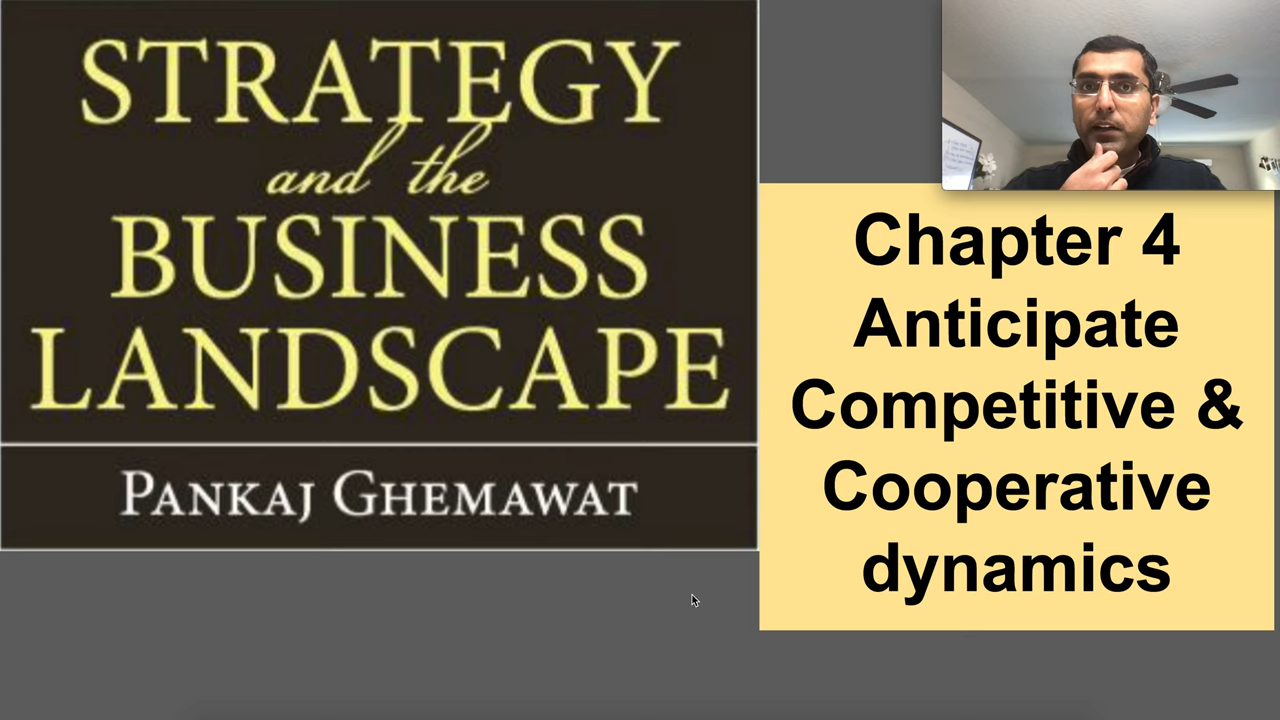 STRATEGY
and the
BUSINESS
LANDSCAPE
PANKAJ GHEMAWAT
Chapter 4
Anticipate
Competitive &
Cooperative
dynamics